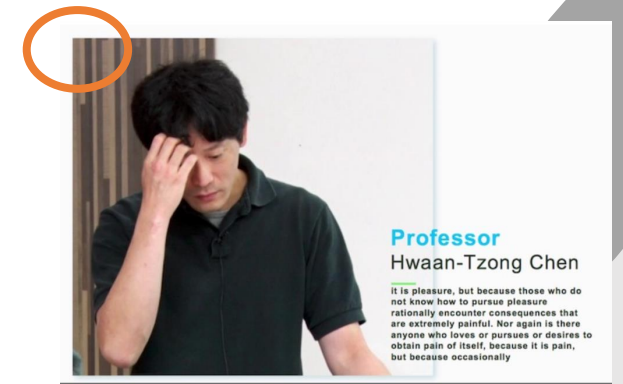 Professor
Hwaan-Tzong Chen
it is pleasure, but because those who do
not know how to pursue pleasure
rationally encounter consequences that
are extremely painful. Nor again is there
anyone who loves or pursues or desires to
obtain pain of itself, because it is pain,
but because occasionally